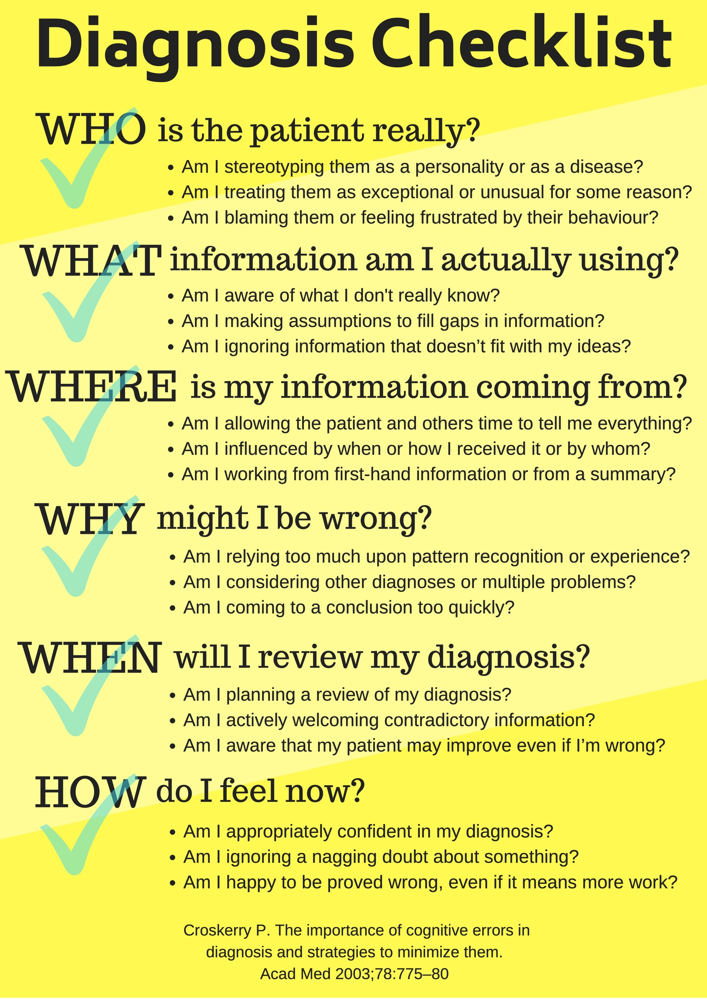 Diagnosis Checklist
WHO is the patient really?
• Am I stereotyping them as a personality or as a disease?
• Am I treating them as exceptional or unusual for some reason?
• Am I blaming them or feeling frustrated by their behaviour?
WHAT information am I actually using?
• Am I aware of what I don't really know?
• Am I making assumptions to fill gaps in information?
• Am I ignoring information that doesn’t fit with my ideas?
WHERE is my information coming from?
• Am I allowing the patient and others time to tell me everything?
• Am I influenced by when or how I received it or by whom?
• Am I working from first-hand information or from a summary?
WHY might I be wrong?
• Am I relying too much upon pattern recognition or experience?
• Am I considering other diagnoses or multiple problems?
• Am I coming to a conclusion too quickly?
WHEN will I review my diagnosis?
• Am I planning a review of my diagnosis?
• Am I actively welcoming contradictory information?
• Am I aware that my patient may improve even if I’m wrong?
HOW do I feel now?
• Am I appropriately confident in my diagnosis?
• Am I ignoring a nagging doubt about something?
• Am I happy to be proved wrong, even if it means more work?
Croskerry P. The importance of cognitive errors in
diagnosis and strategies to minimize them.
Acad Med 2003;78:775–80